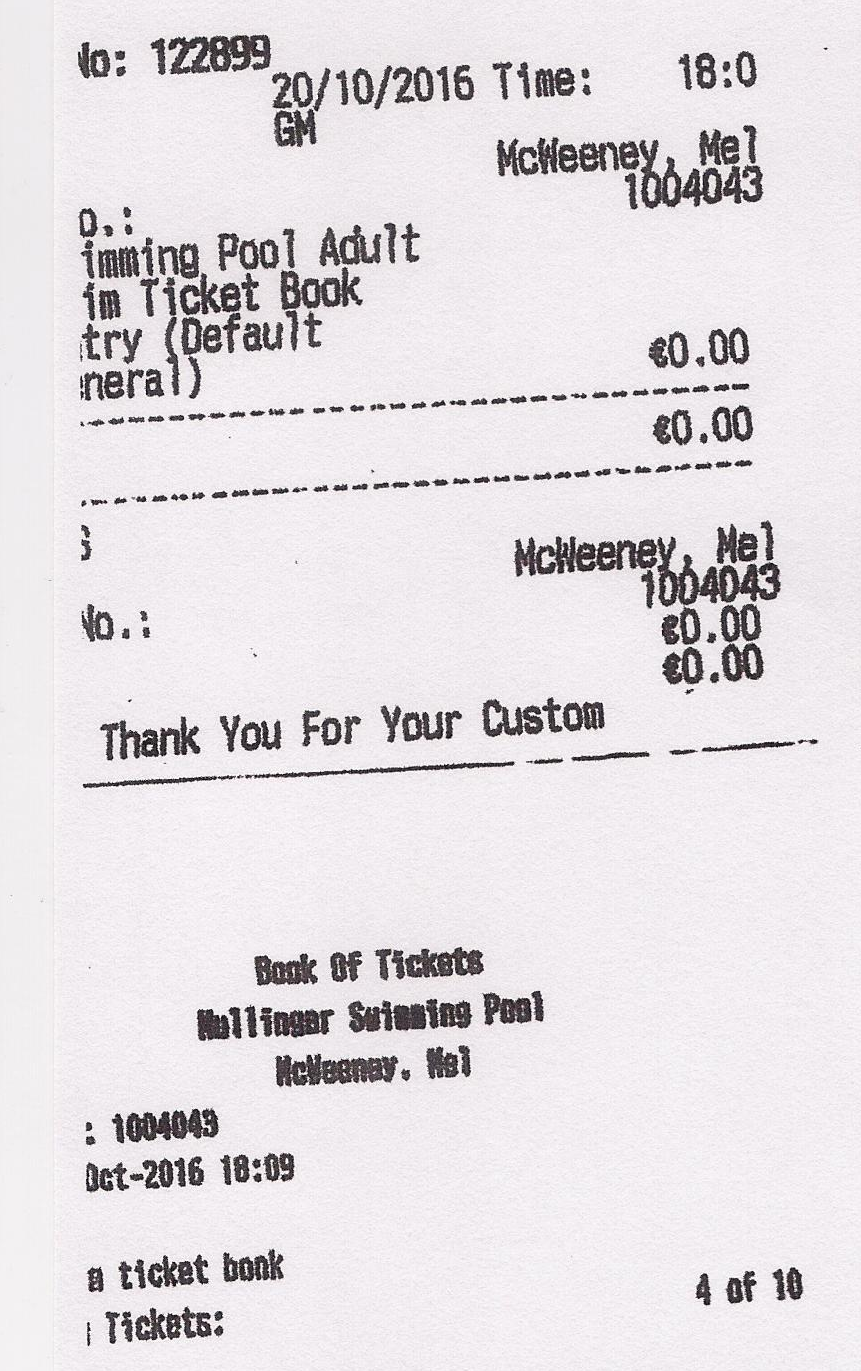 No: 122899
20/10/2016 Time: 18:0
GM
McWeeney, Mel
1004043
o.:
imming Pool Adult
im Ticket Book
try (Default
neral)
€0.00
€0.00
S
McWeeney, Mel
1004043
No.:
€0.00
€0.00
Thank You For Your Custom
Book Of Tickets
Mullingar Swimming Pool
McWeeney, Mel
: 1004043
Oct-2016 18:09
a ticket book
4 of 10
Tickets: